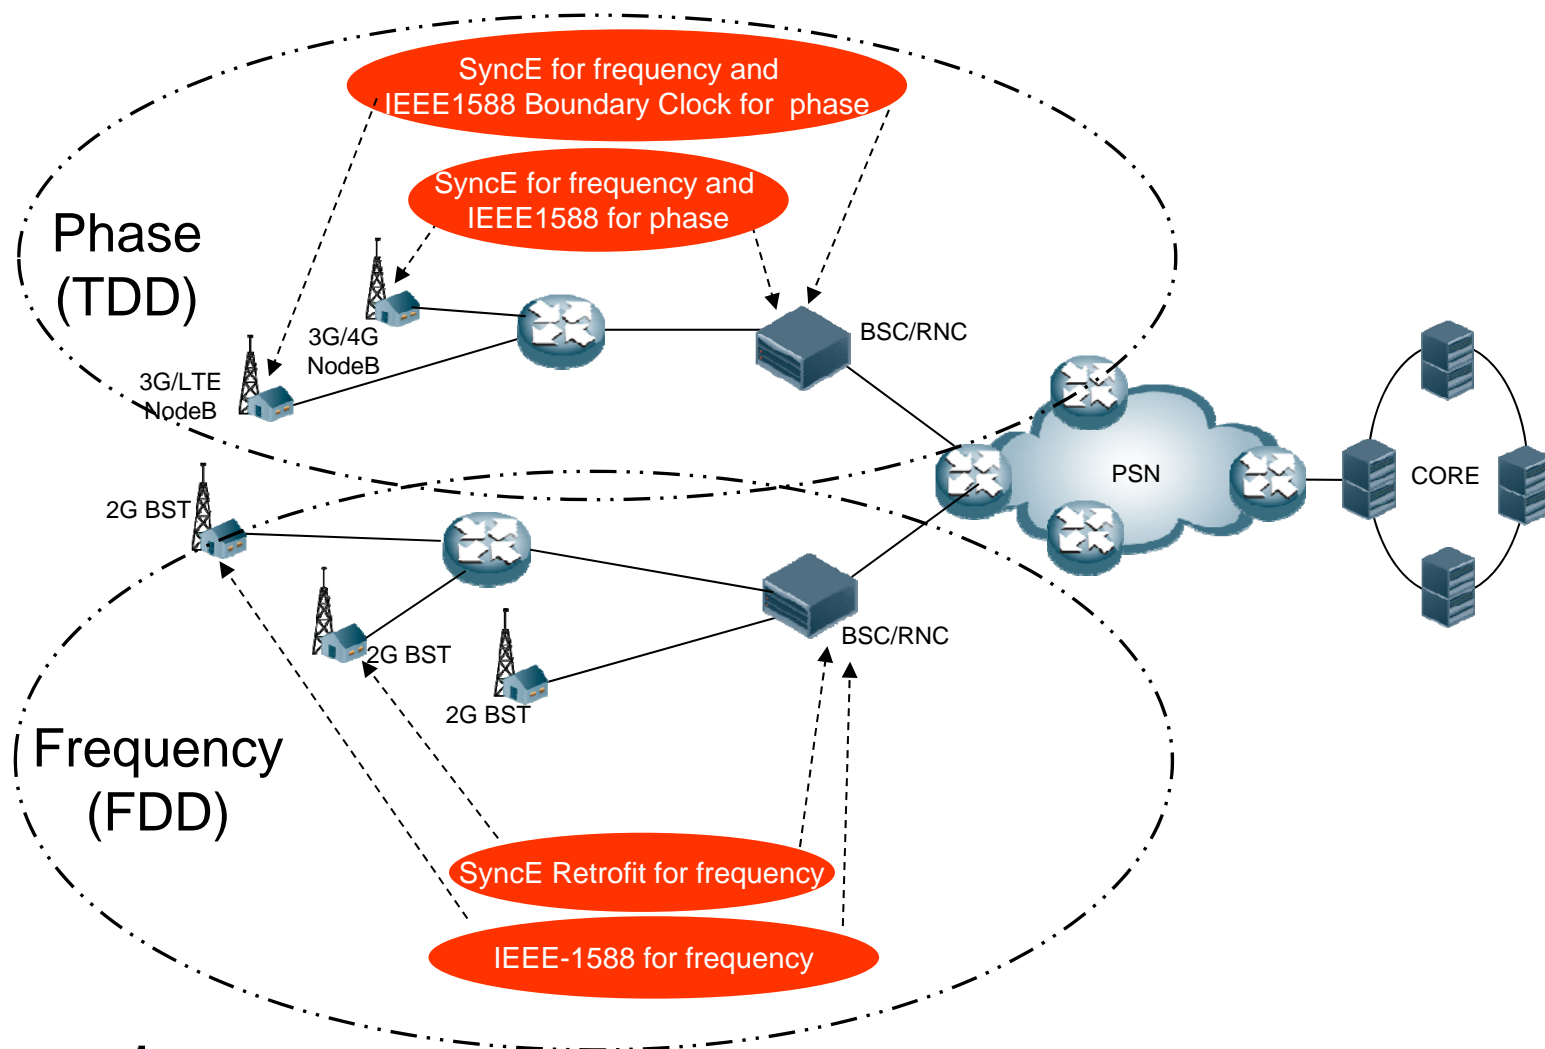 SyncE for frequency and
IEEE1588 Boundary Clock for phase
SyncE for frequency and
IEEE1588 for phase
Phase
(TDD)
3G/4G
NodeB
BSC/RNC
3G/LTE
NodeB
PSN
CORE
2G BST
2G BST
BSC/RNC
2G BST
Frequency
(FDD)
SyncE Retrofit for frequency
IEEE-1588 for frequency